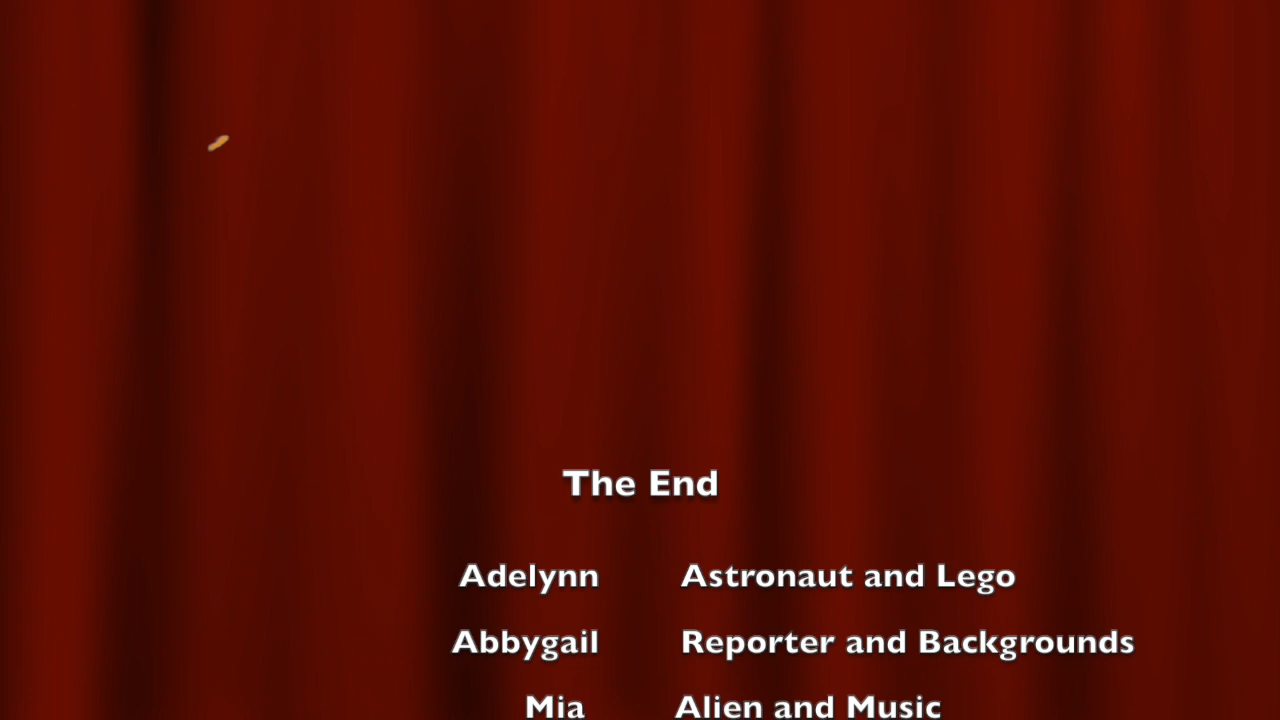 The End
Adelynn Astronaut and Lego
Abbygail Reporter and Backgrounds
Mia Alien and Music